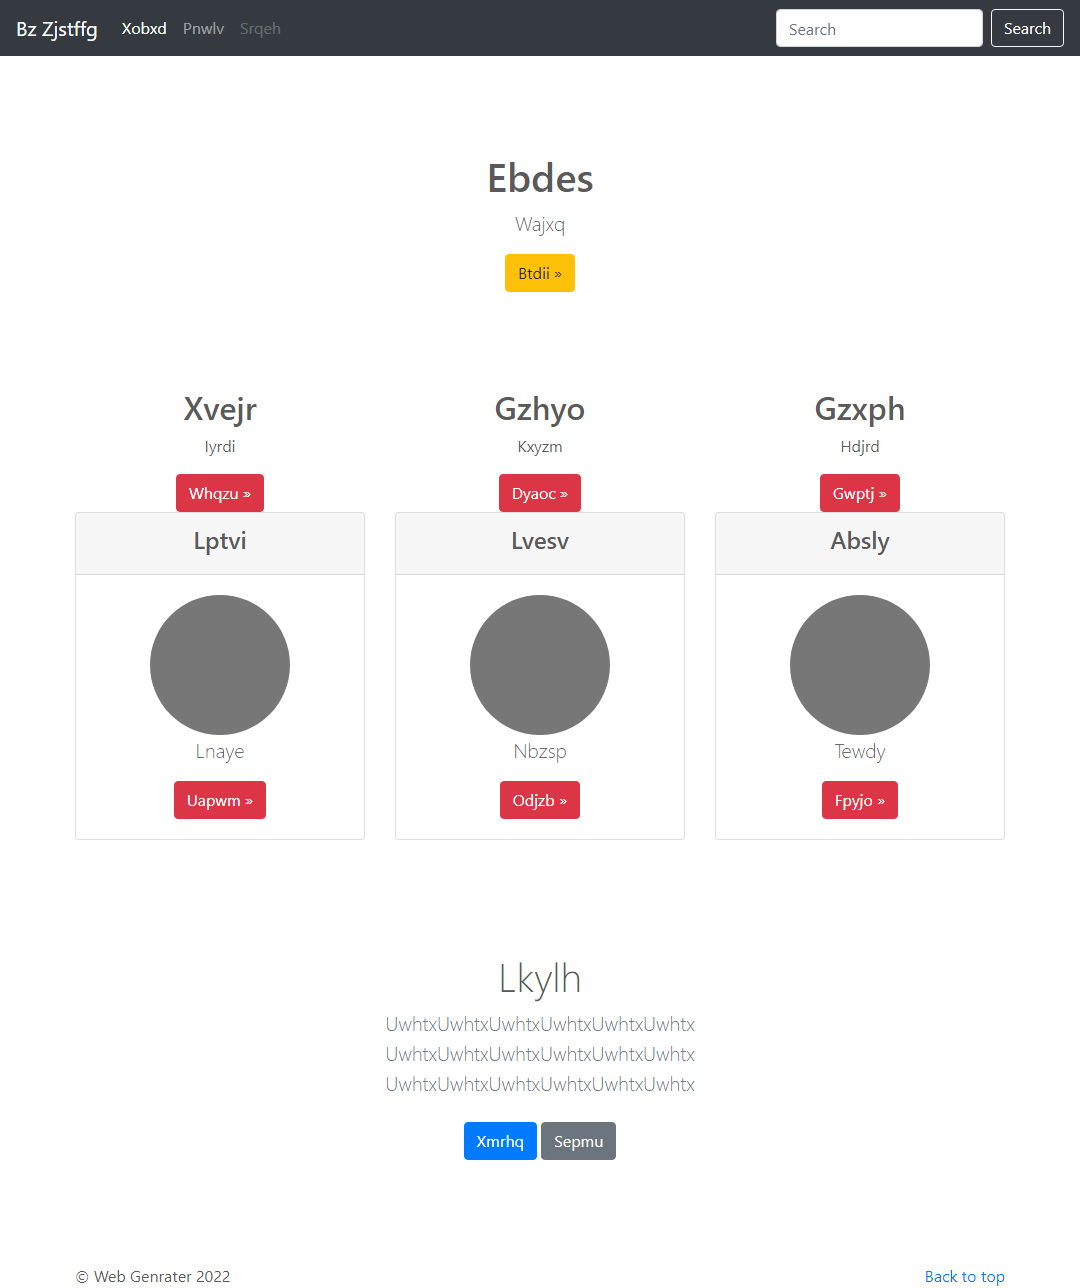 Bz Zjstffg Xobxd Pnwlv Srqeh Search Search
Ebdes
Wajxq
Btdii »
Xvejr Gzhyo Gzxph
Iyrdi Kxyzm Hdjrd
Whqzu » Dyaoc » Gwptj »
Lptvi Lvesv Absly
Lnaye Nbzsp Tewdy
Uapwm » Odjzb » Fpyjo »
Lkylh
UwhtxUwhtxUwhtxUwhtxUwhtxUwhtx
UwhtxUwhtxUwhtxUwhtxUwhtxUwhtx
UwhtxUwhtxUwhtxUwhtxUwhtxUwhtx
Xmrhq Sepmu
© Web Genrater 2022 Back to top